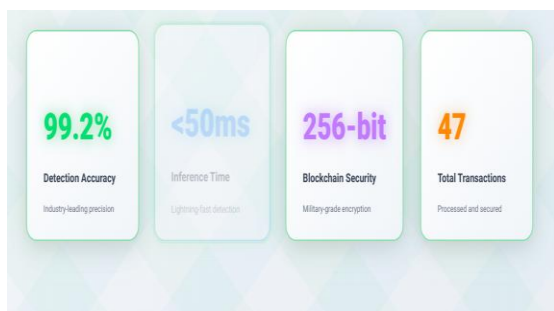 99.2%
Detection Accuracy
Industry-leading precision
<50ms
Inference Time
Lightning-fast detection
256-bit
Blockchain Security
Military-grade encryption
47
Total Transactions
Processed and secured